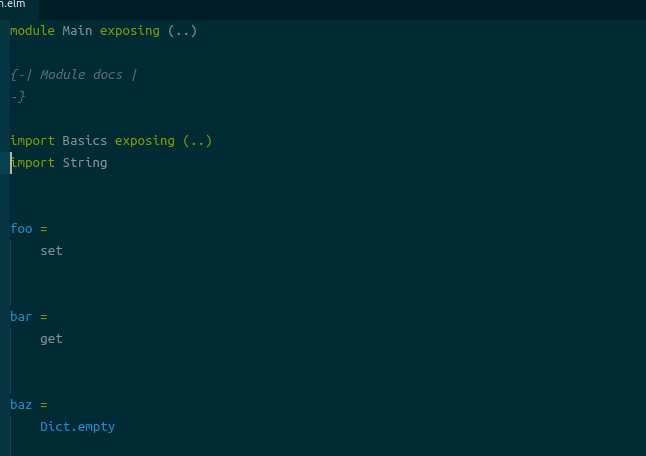 n.elm
module Main exposing (..)
{-| Module docs |
-}
import Basics exposing (..)
import String
foo =
    set
bar =
    get
baz =
    Dict.empty